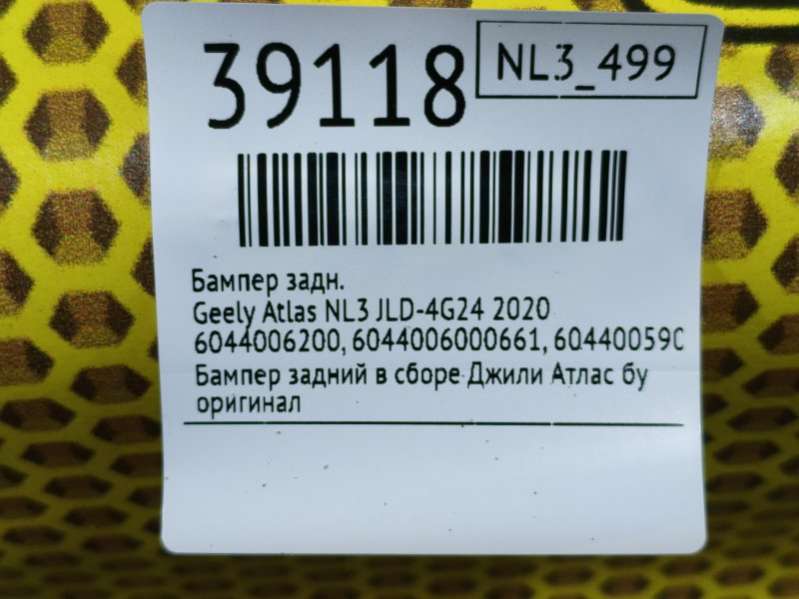 39118
NL3_499
Бампер задн.
Geely Atlas NL3 JLD-4G24 2020
6044006200, 6044006000661, 60440059C
Бампер задний в сборе Джили Атлас бу
оригинал